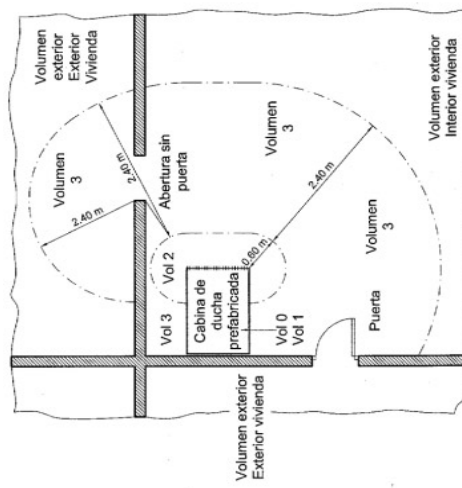 Volumen
exterior
Exterior
Vivienda
Volumen
3
2.40 m
2.40 m
Abertura sin
puerta
Volumen
3
Volumen exterior
Interior vivienda
Vol 3
Vol 2
Cabina de
ducha
prefabricada
0.60 m
2.40 m
Vol 0
Vol 1
Volumen
3
Puerta
Volumen exterior
Exterior vivienda